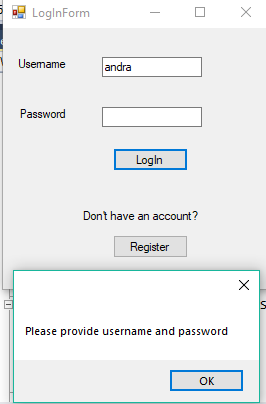 LogInForm
Username
andra
Password
LogIn
Don't have an account?
Register
Please provide username and password
OK